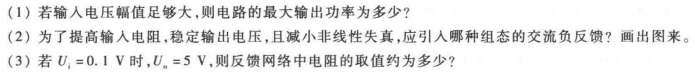 (1) 若输入电压幅值足够大,则电路的最大输出功率为多少?
(2) 为了提高输入电阻,稳定输出电压,且减小非线性失真,应引入哪种组态的交流负反馈? 画出图来。
(3) 若 Uᵢ=0.1 V 时,Uₒ=5 V,则反馈网络中电阻的取值约为多少?